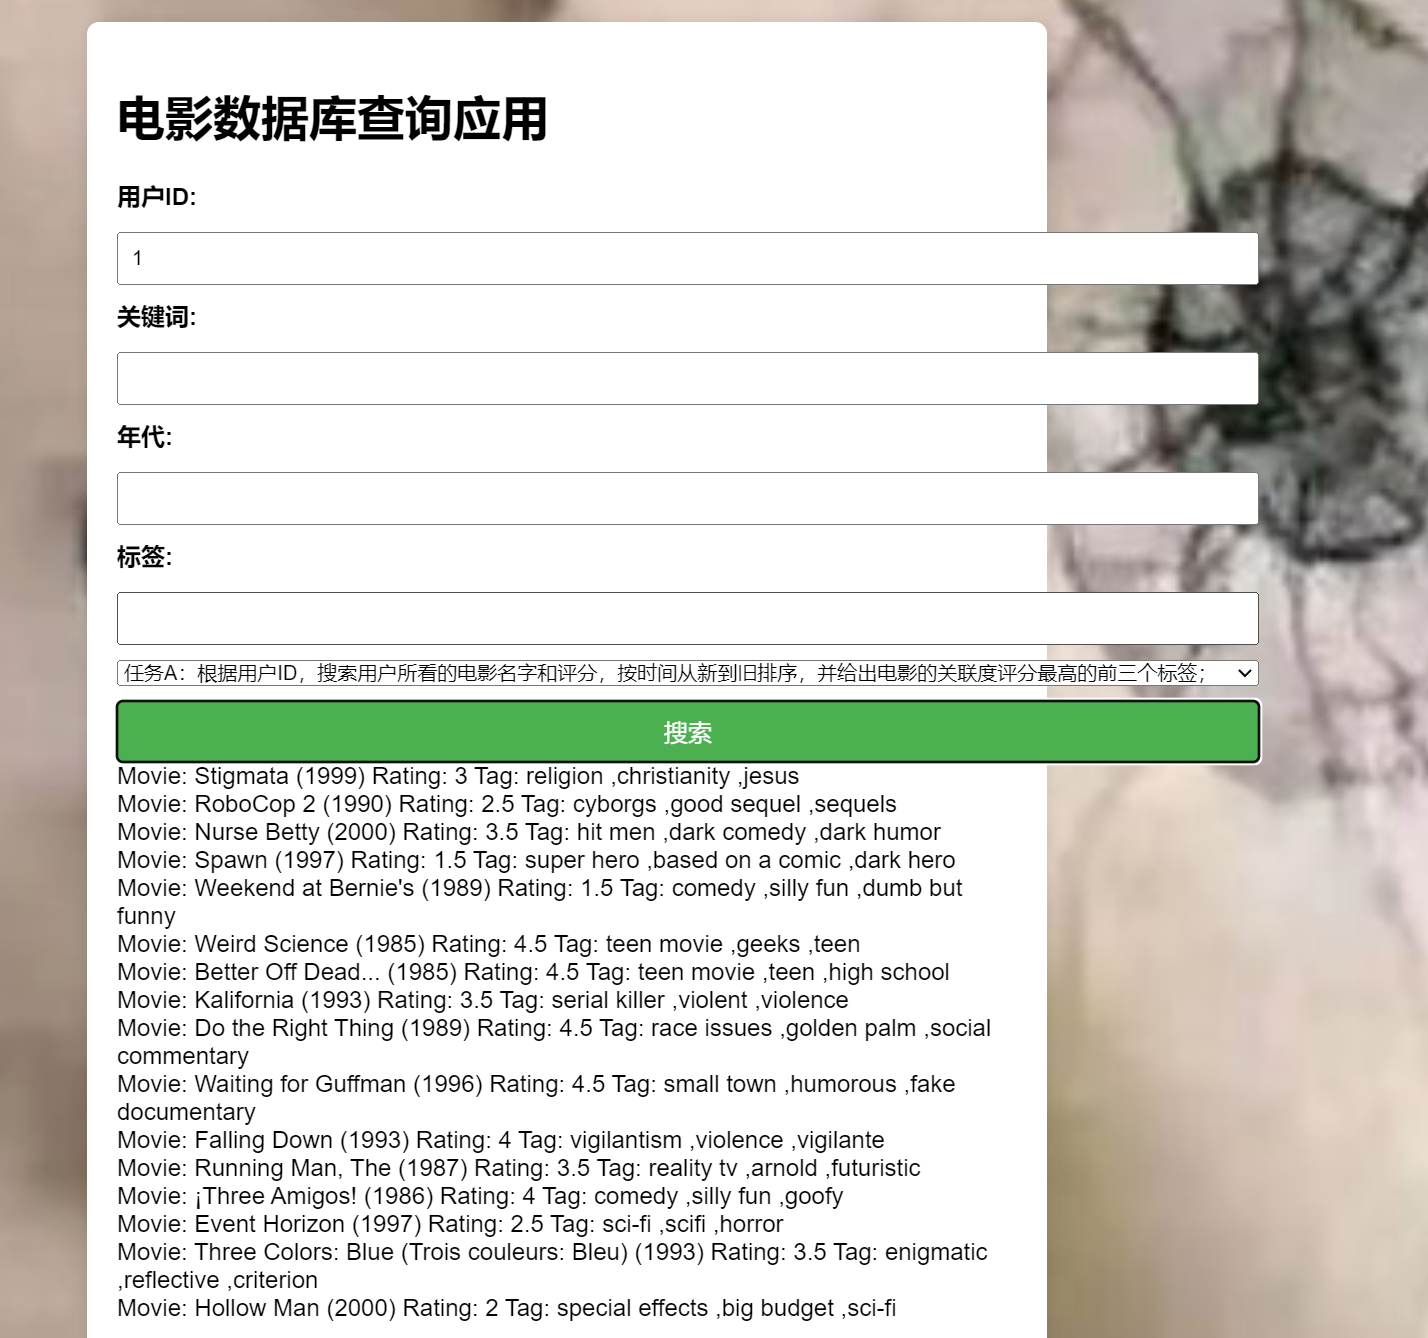 电影数据库查询应用
用户ID:
1
关键词:
年代:
标签:
任务A：根据用户ID，搜索用户所看的电影名字和评分，按时间从新到旧排序，并给出电影的关联度评分最高的前三个标签；
搜索
Movie: Stigmata (1999) Rating: 3 Tag: religion ,christianity ,jesus
Movie: RoboCop 2 (1990) Rating: 2.5 Tag: cyborgs ,good sequel ,sequels
Movie: Nurse Betty (2000) Rating: 3.5 Tag: hit men ,dark comedy ,dark humor
Movie: Spawn (1997) Rating: 1.5 Tag: super hero ,based on a comic ,dark hero
Movie: Weekend at Bernie's (1989) Rating: 1.5 Tag: comedy ,silly fun ,dumb but
funny
Movie: Weird Science (1985) Rating: 4.5 Tag: teen movie ,geeks ,teen
Movie: Better Off Dead... (1985) Rating: 4.5 Tag: teen movie ,teen ,high school
Movie: Kalifornia (1993) Rating: 3.5 Tag: serial killer ,violent ,violence
Movie: Do the Right Thing (1989) Rating: 4.5 Tag: race issues ,golden palm ,social
commentary
Movie: Waiting for Guffman (1996) Rating: 4.5 Tag: small town ,humorous ,fake
documentary
Movie: Falling Down (1993) Rating: 4 Tag: vigilantism ,violence ,vigilante
Movie: Running Man, The (1987) Rating: 3.5 Tag: reality tv ,arnold ,futuristic
Movie: ¡Three Amigos! (1986) Rating: 4 Tag: comedy ,silly fun ,goofy
Movie: Event Horizon (1997) Rating: 2.5 Tag: sci-fi ,scifi ,horror
Movie: Three Colors: Blue (Trois couleurs: Bleu) (1993) Rating: 3.5 Tag: enigmatic
,reflective ,criterion
Movie: Hollow Man (2000) Rating: 2 Tag: special effects ,big budget ,sci-fi